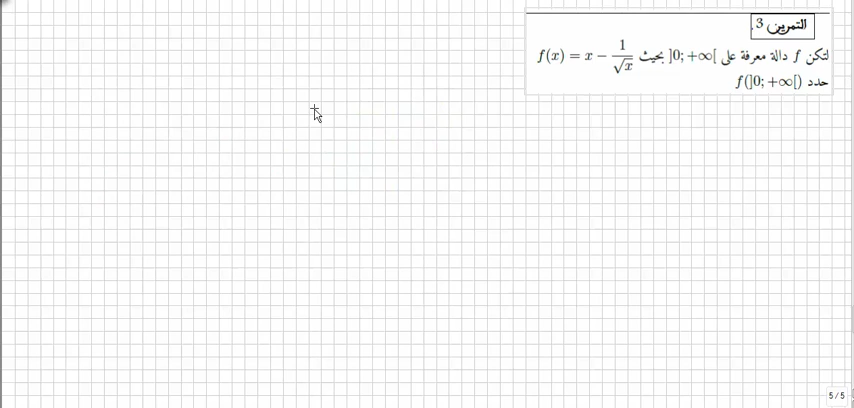 التمرين 3.
لتكن f دالة معرفة على ]0; +∞[ بحيث f(x) = x − 1/√x
حدد f(]0; +∞[)
5 / 5